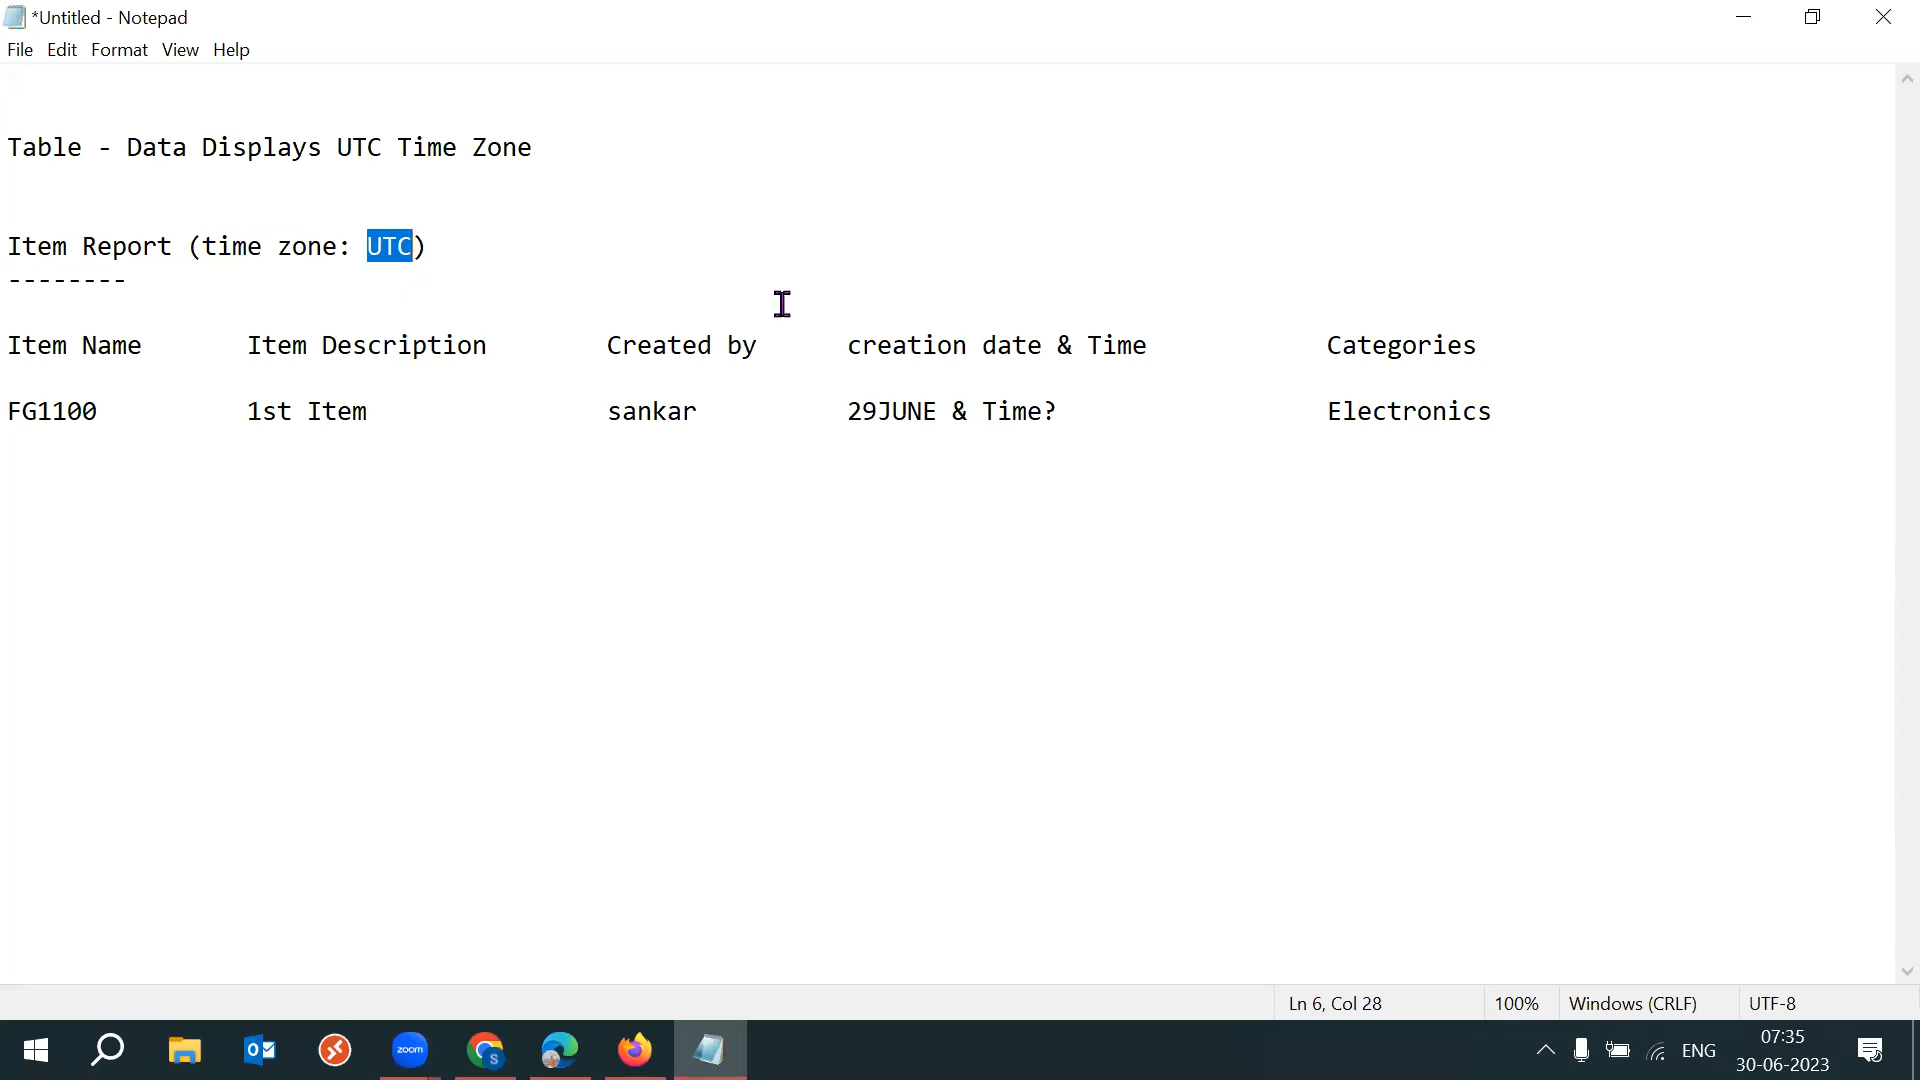 *Untitled - Notepad
File Edit Format View Help
Table - Data Displays UTC Time Zone
Item Report (time zone: UTC)
--------
Item Name Item Description Created by creation date & Time Categories
FG1100 1st Item sankar 29JUNE & Time? Electronics
Ln 6, Col 28 100% Windows (CRLF) UTF-8
zoom
S
ENG
07:35
30-06-2023